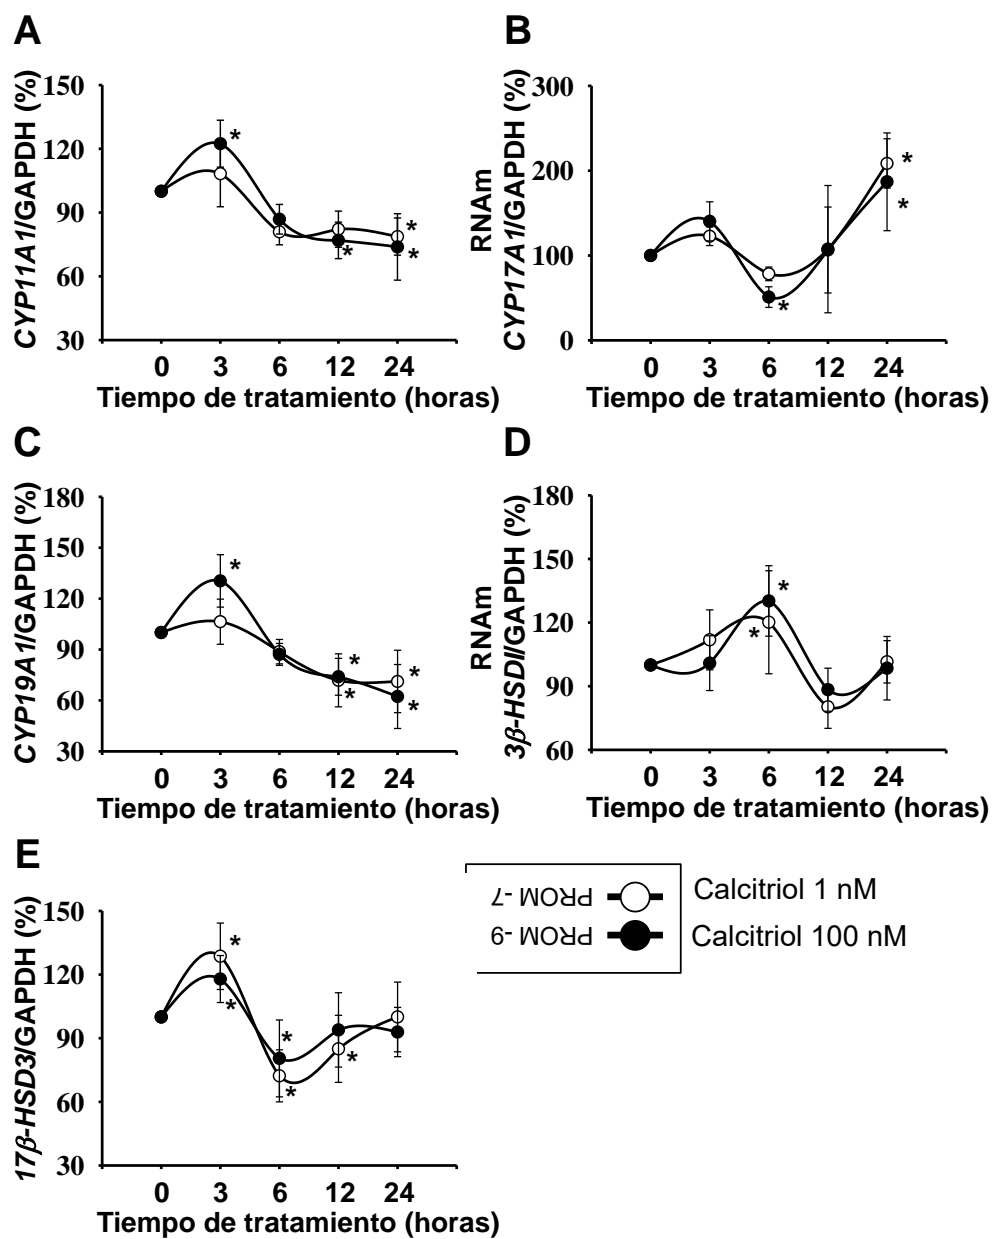 A
CYP11A1/GAPDH (%)
150
120
90
60
30
*
*
*
*
0 3 6 12 24
Tiempo de tratamiento (horas)
B
RNAm
CYP17A1/GAPDH (%)
300
200
100
0
*
*
*
0 3 6 12 24
Tiempo de tratamiento (horas)
C
CYP19A1/GAPDH (%)
180
150
120
90
60
30
*
*
*
*
*
0 3 6 12 24
Tiempo de tratamiento (horas)
D
RNAm
3β-HSDI/GAPDH (%)
180
150
120
90
60
*
*
0 3 6 12 24
Tiempo de tratamiento (horas)
E
17β-HSD3/GAPDH (%)
150
120
90
60
30
*
*
*
*
*
0 3 6 12 24
Tiempo de tratamiento (horas)
PROM -7 Calcitriol 1 nM
PROM -9 Calcitriol 100 nM